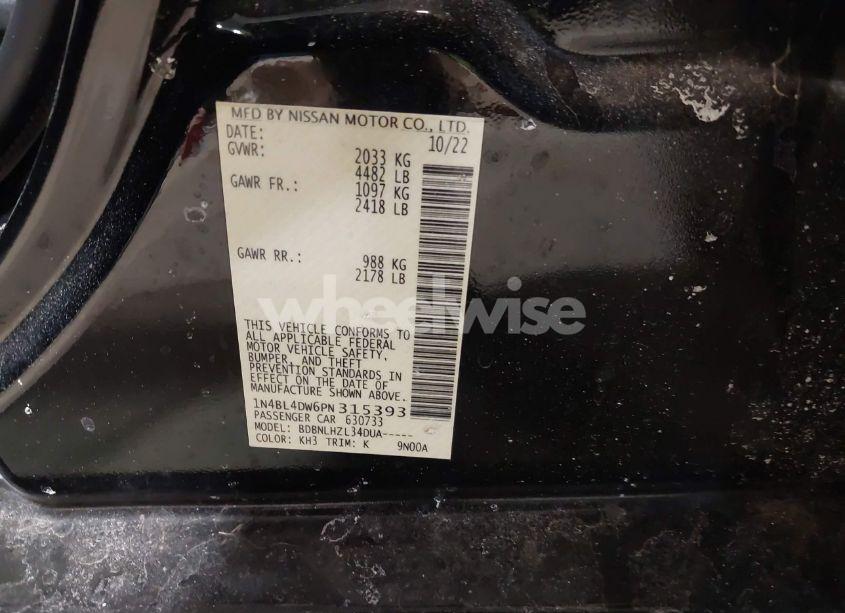 MFD BY NISSAN MOTOR CO., LTD.
DATE: 10/22
GVWR: 2033 KG
4482 LB
GAWR FR.: 1097 KG
2418 LB
GAWR RR.: 988 KG
2178 LB
wheelwise
THIS VEHICLE CONFORMS TO
ALL APPLICABLE FEDERAL
MOTOR VEHICLE SAFETY,
BUMPER, AND THEFT
PREVENTION STANDARDS IN
EFFECT ON THE DATE OF
MANUFACTURE SHOWN ABOVE.
1N4BL4DW6PN315393
PASSENGER CAR 630733
MODEL: BDBNLHZL34DUA-----
COLOR: KH3 TRIM: K 9N00A